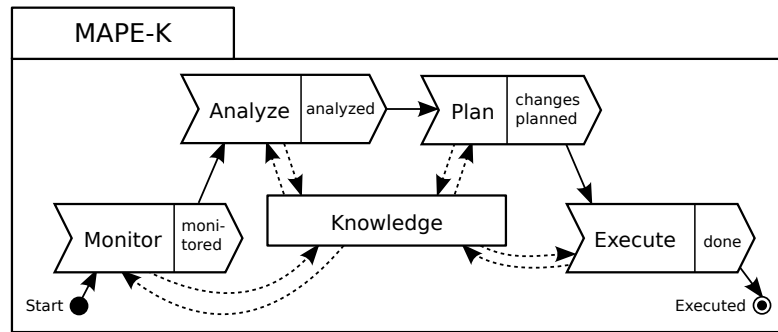 MAPE-K
Analyze
analyzed
Plan
changes
planned
Knowledge
Monitor
moni-
tored
Execute
done
Start
Executed